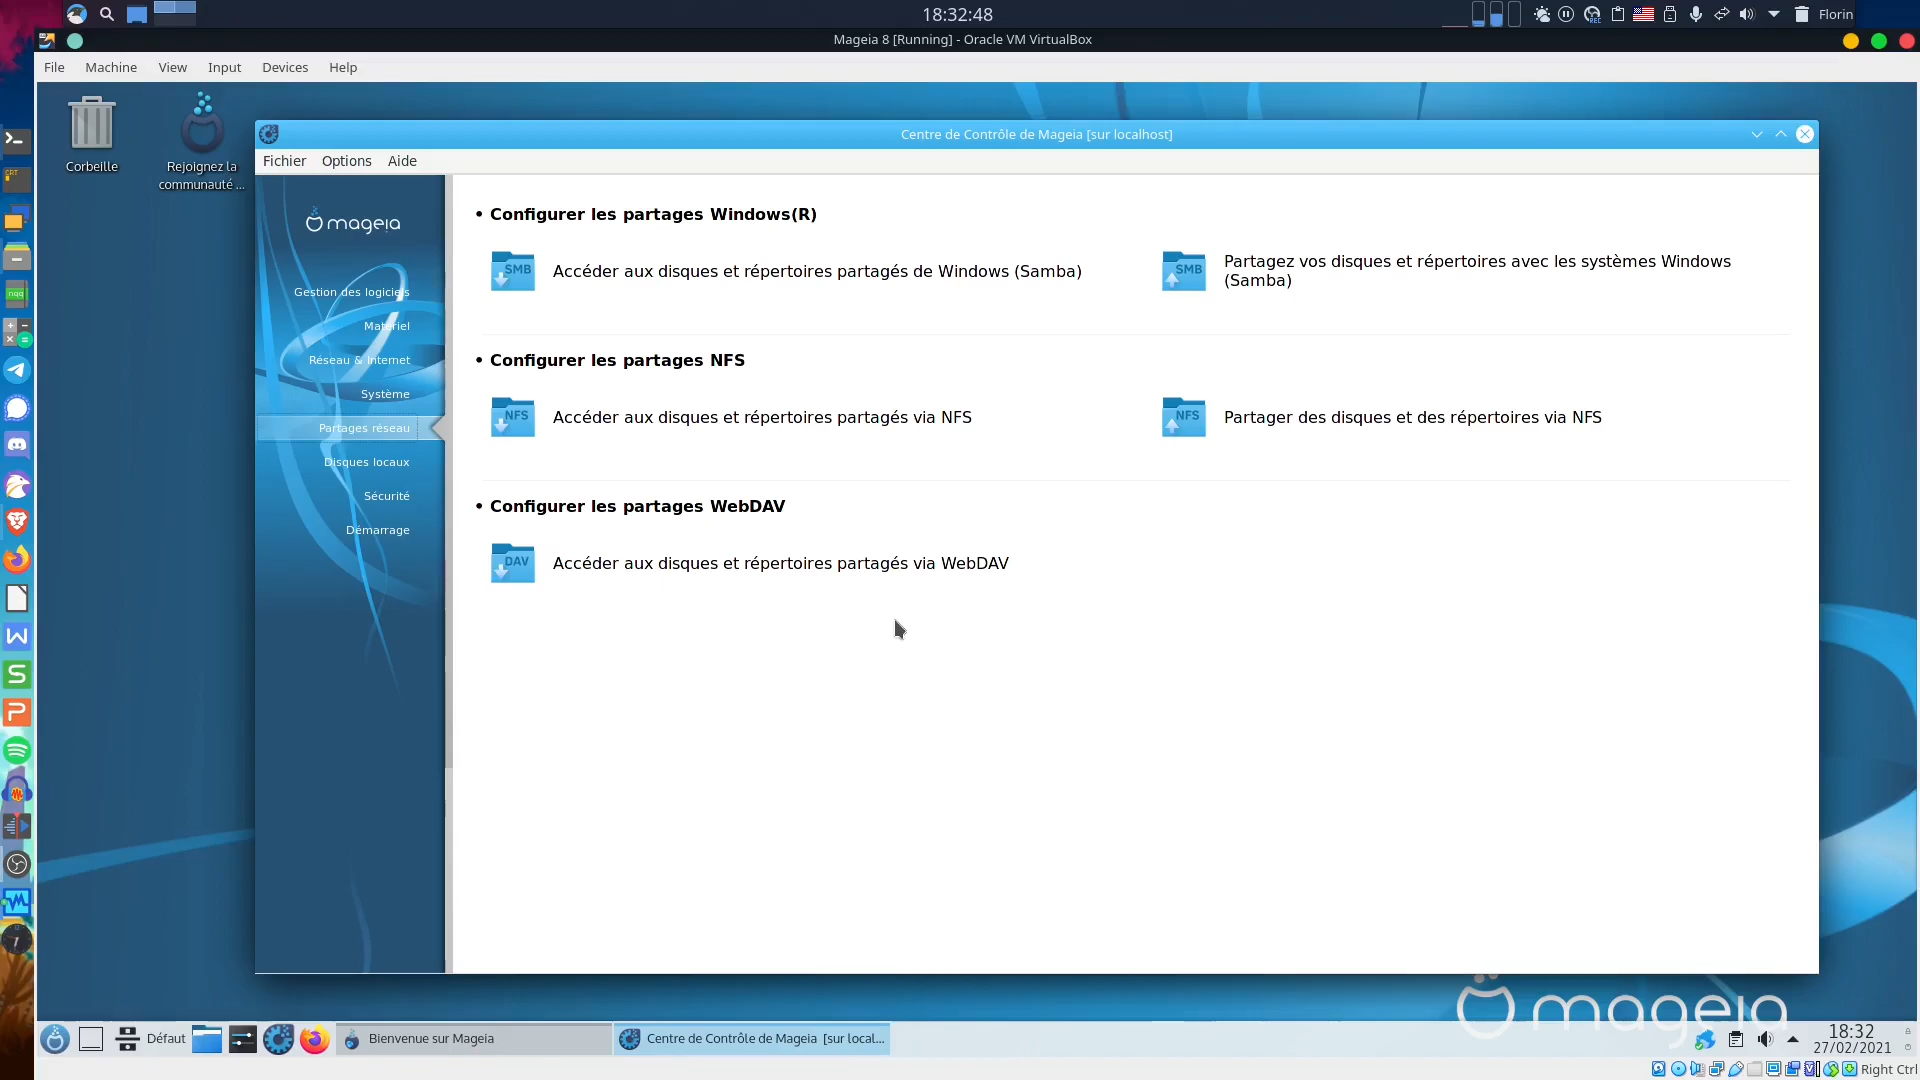 18:32:48
Florin
Mageia 8 [Running] - Oracle VM VirtualBox
File Machine View Input Devices Help
Corbeille
Rejoignez la
communauté ...
Centre de Contrôle de Mageia [sur localhost]
Fichier Options Aide
mageia
Gestion des logiciels
Matériel
Réseau & Internet
Système
Partages réseau
Disques locaux
Sécurité
Démarrage
• Configurer les partages Windows(R)
SMB
Accéder aux disques et répertoires partagés de Windows (Samba)
SMB
Partagez vos disques et répertoires avec les systèmes Windows
(Samba)
• Configurer les partages NFS
NFS
Accéder aux disques et répertoires partagés via NFS
NFS
Partager des disques et des répertoires via NFS
• Configurer les partages WebDAV
DAV
Accéder aux disques et répertoires partagés via WebDAV
mageia
Défaut
Bienvenue sur Mageia
Centre de Contrôle de Mageia [sur local...
18:32
27/02/2021
Right Ctrl